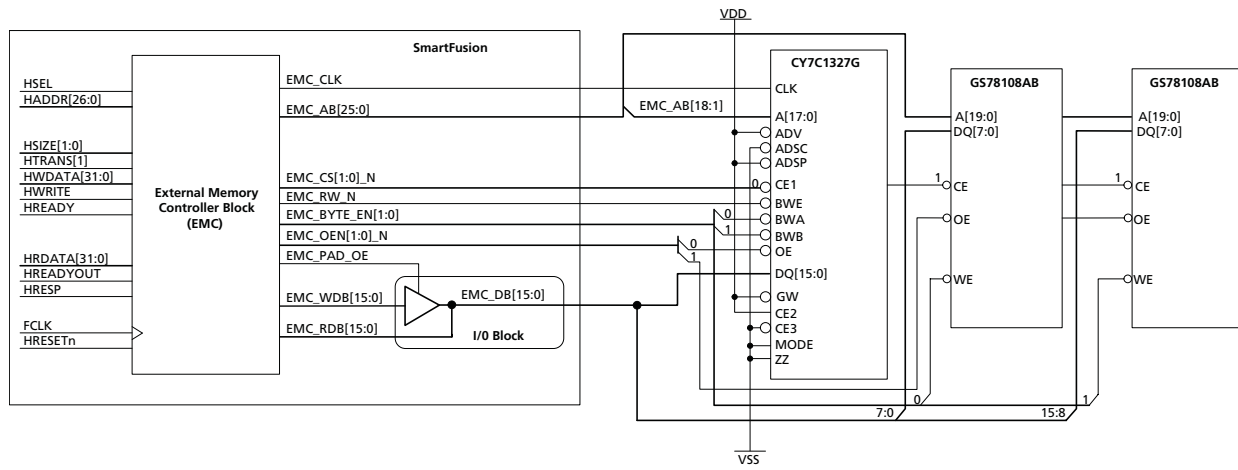 VDD
SmartFusion
HSEL
HADDR[26:0]
HSIZE[1:0]
HTRANS[1]
HWDATA[31:0]
HWRITE
HREADY
HRDATA[31:0]
HREADYOUT
HRESP
FCLK
HRESETn
External Memory
Controller Block
(EMC)
EMC_CLK
EMC_AB[25:0]
EMC_CS[1:0]_N
EMC_RW_N
EMC_BYTE_EN[1:0]
EMC_OEN[1:0]_N
EMC_PAD_OE
EMC_WDB[15:0]
EMC_RDB[15:0]
EMC_DB[15:0]
I/0 Block
EMC_AB[18:1]
0
0
1
0
1
CY7C1327G
CLK
A[17:0]
ADV
ADSC
ADSP
CE1
BWE
BWA
BWB
OE
DQ[15:0]
GW
CE2
CE3
MODE
ZZ
VSS
GS78108AB
A[19:0]
DQ[7:0]
1
CE
OE
WE
0
7:0
GS78108AB
A[19:0]
DQ[7:0]
1
CE
OE
WE
1
15:8